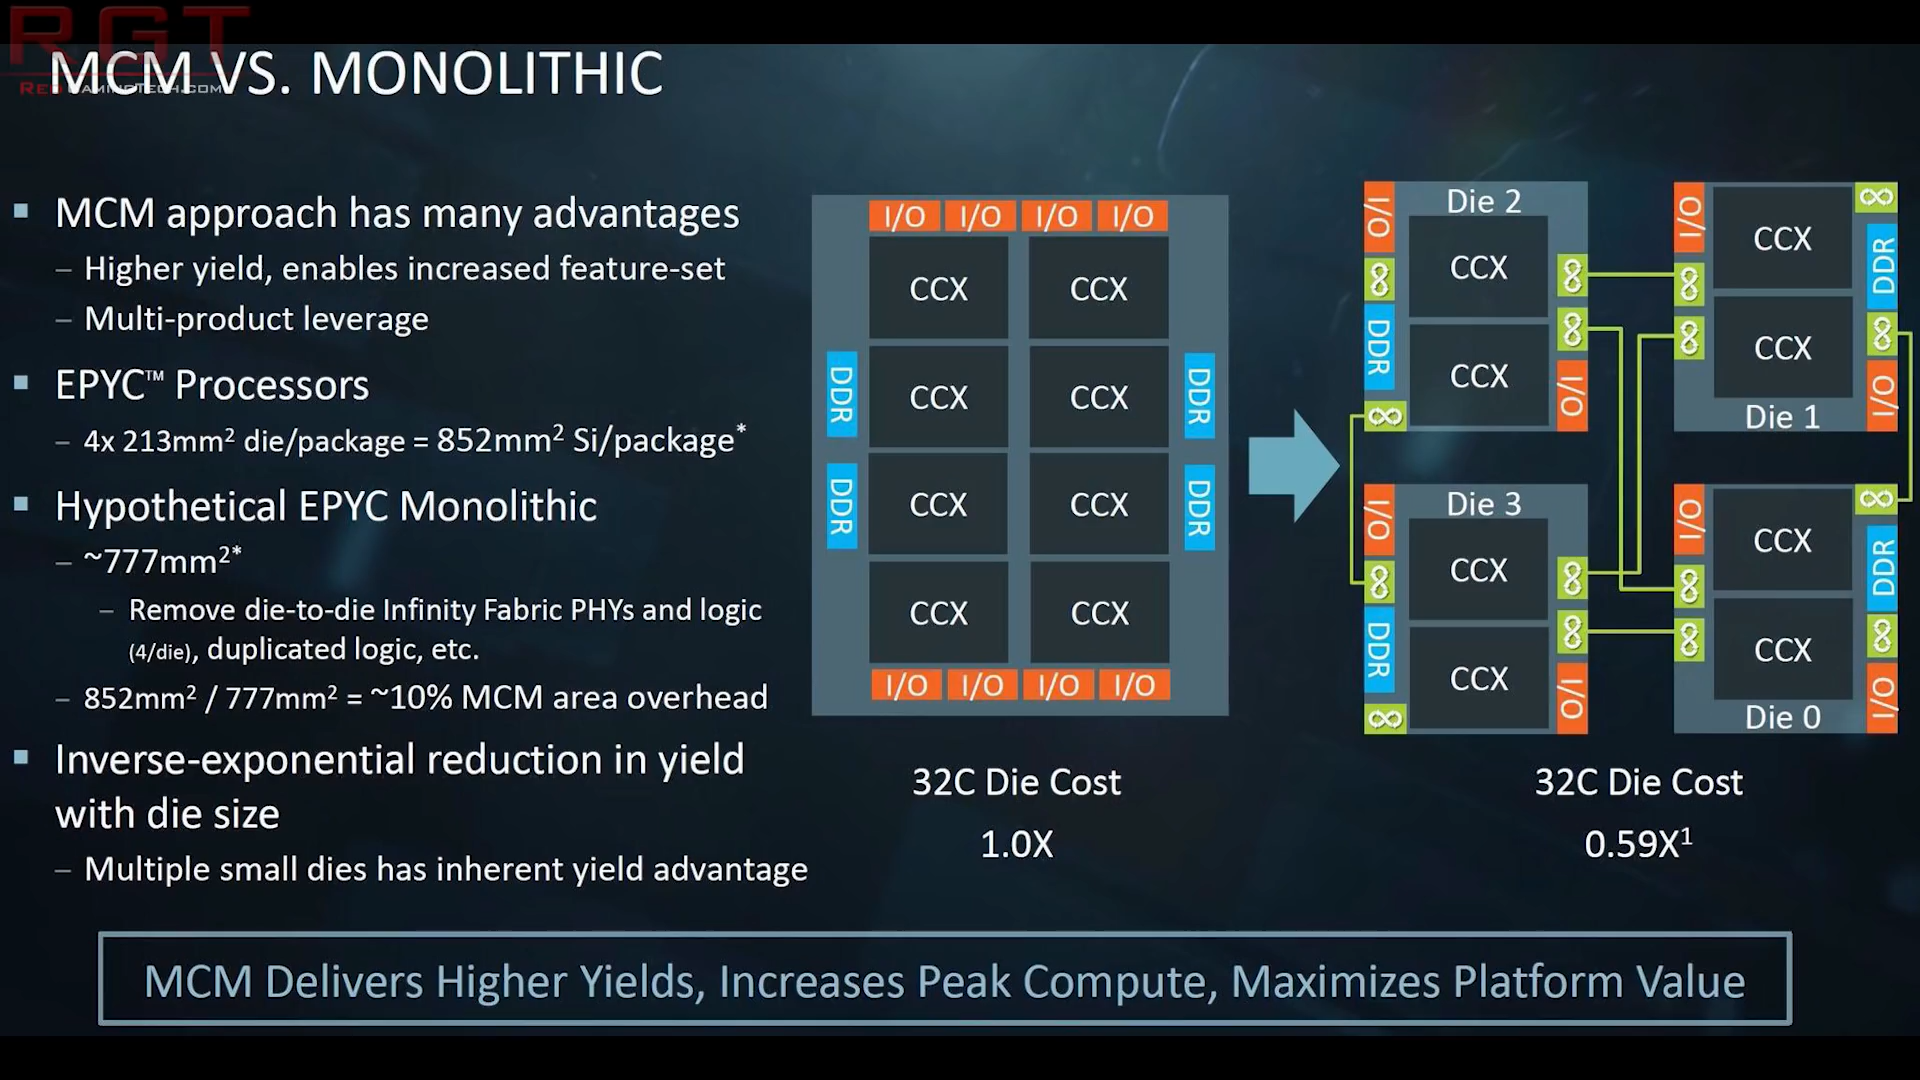 RGT
REDGAMINGTECH.COM
MCM VS. MONOLITHIC
▪ MCM approach has many advantages
– Higher yield, enables increased feature-set
– Multi-product leverage
▪ EPYC™ Processors
– 4x 213mm² die/package = 852mm² Si/package*
▪ Hypothetical EPYC Monolithic
– ~777mm²*
– Remove die-to-die Infinity Fabric PHYs and logic
(4/die), duplicated logic, etc.
– 852mm² / 777mm² = ~10% MCM area overhead
▪ Inverse-exponential reduction in yield
with die size
– Multiple small dies has inherent yield advantage
I/O I/O I/O I/O
CCX CCX
DDR CCX CCX DDR
DDR CCX CCX DDR
CCX CCX
I/O I/O I/O I/O
32C Die Cost
1.0X
I/O Die 2
CCX
∞ ∞
DDR ∞
CCX
∞ I/O
I/O CCX ∞
∞ DDR
∞ CCX ∞
Die 1 I/O
I/O Die 3
CCX
∞ ∞
DDR ∞
CCX
∞ I/O
I/O CCX ∞
∞ DDR
∞ CCX ∞
Die 0 I/O
32C Die Cost
0.59X¹
MCM Delivers Higher Yields, Increases Peak Compute, Maximizes Platform Value